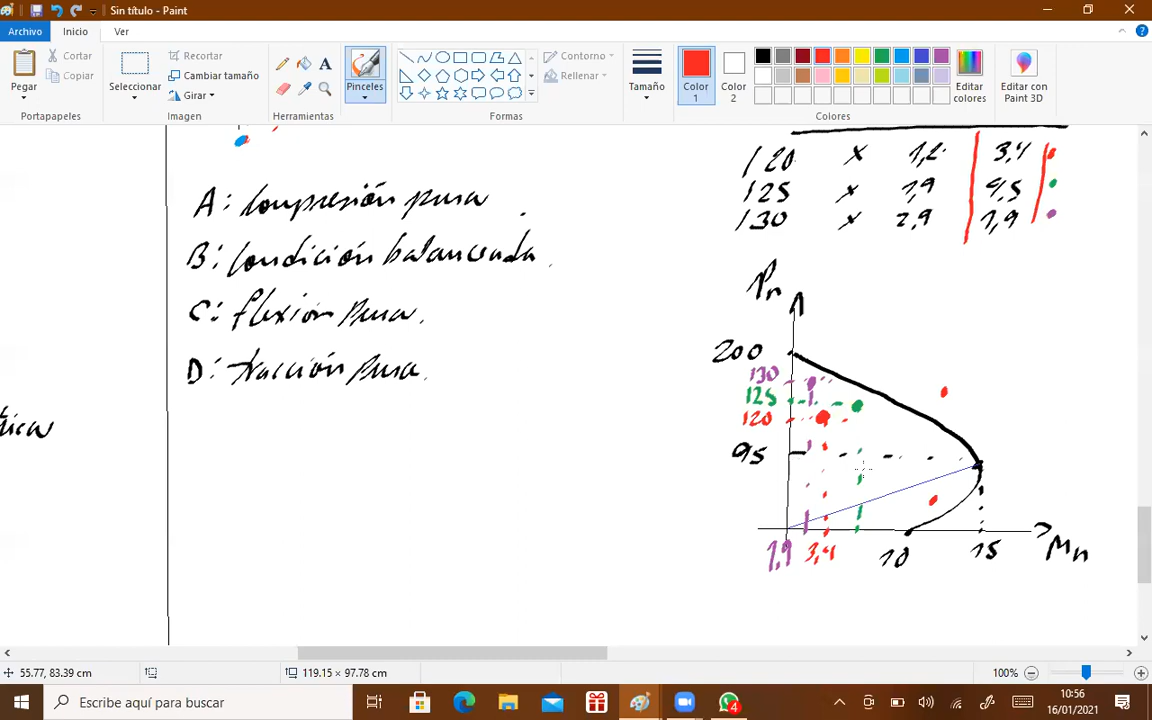 Sin título - Paint
Archivo Inicio Ver
Pegar
Cortar
Copiar
Portapapeles
Seleccionar
Recortar
Cambiar tamaño
Girar
Imagen
A
Herramientas
Pinceles
Contorno
Rellenar
Formas
Tamaño
Color 1
Color 2
Editar colores
Editar con Paint 3D
Colores
120 x 1,2 3,4
125 x 1,9
130 x 2,9 1,9
A: Compresión pura
B: Condición balanceada
C: flexión pura.
D: tracción pura.
Pn
200
130
125
120
95
1,9 3,4 10 15 Mn
55.77, 83.39 cm
119.15 × 97.78 cm
100%
Escribe aquí para buscar
4
10:56
16/01/2021